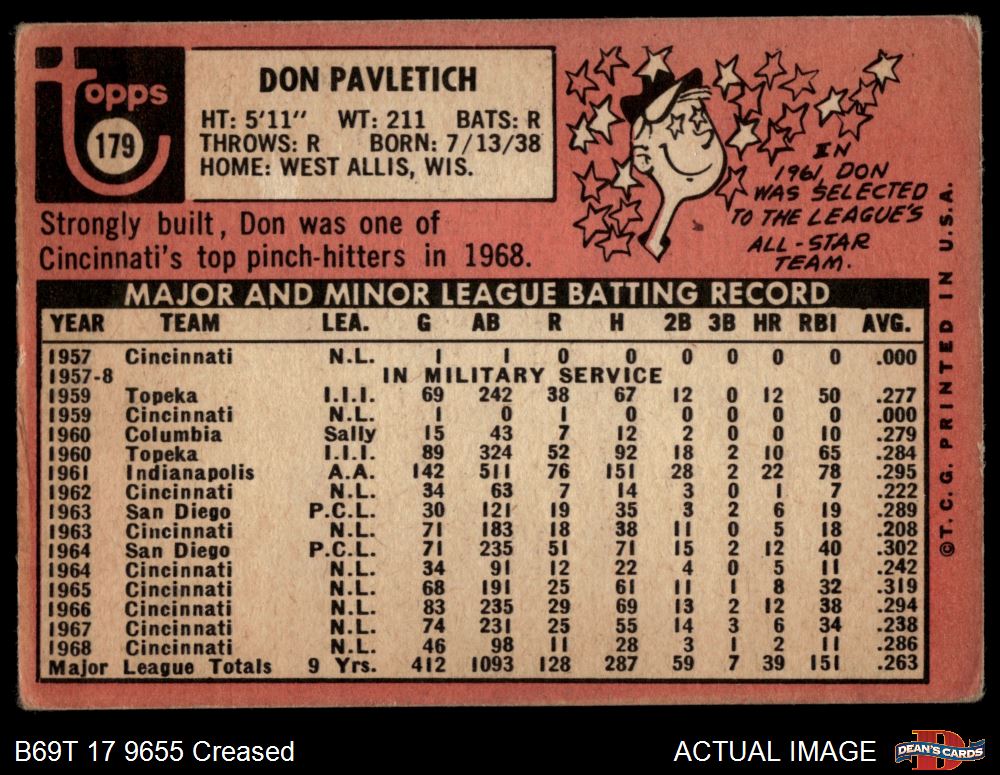 Topps
179
DON PAVLETICH
HT: 5'11" WT: 211 BATS: R
THROWS: R BORN: 7/13/38
HOME: WEST ALLIS, WIS.
Strongly built, Don was one of
Cincinnati's top pinch-hitters in 1968.
IN
1961, DON
WAS SELECTED
TO THE LEAGUE'S
ALL-STAR
TEAM.
MAJOR AND MINOR LEAGUE BATTING RECORD
YEAR TEAM LEA. G AB R H 2B 3B HR RBI AVG.
1957 Cincinnati N.L. 1 1 0 0 0 0 0 0 .000
1957-8 IN MILITARY SERVICE
1959 Topeka I.I.I. 69 242 38 67 12 0 12 50 .277
1959 Cincinnati N.L. 1 0 1 0 0 0 0 0 .000
1960 Columbia Sally 15 43 7 12 2 0 0 10 .279
1960 Topeka I.I.I. 89 324 52 92 18 2 10 65 .284
1961 Indianapolis A.A. 142 511 76 151 28 2 22 78 .295
1962 Cincinnati N.L. 34 63 7 14 3 0 1 7 .222
1963 San Diego P.C.L. 30 121 19 35 3 2 6 19 .289
1963 Cincinnati N.L. 71 183 18 38 11 0 5 18 .208
1964 San Diego P.C.L. 71 235 51 71 15 2 12 40 .302
1964 Cincinnati N.L. 34 91 12 22 4 0 5 11 .242
1965 Cincinnati N.L. 68 191 25 61 11 1 8 32 .319
1966 Cincinnati N.L. 83 235 29 69 13 2 12 38 .294
1967 Cincinnati N.L. 74 231 25 55 14 3 6 34 .238
1968 Cincinnati N.L. 46 98 11 28 3 1 2 11 .286
Major League Totals 9 Yrs. 412 1093 128 287 59 7 39 151 .263
©T.C.G. PRINTED IN U.S.A.
B69T 17 9655 Creased
ACTUAL IMAGE
DEAN'S CARDS